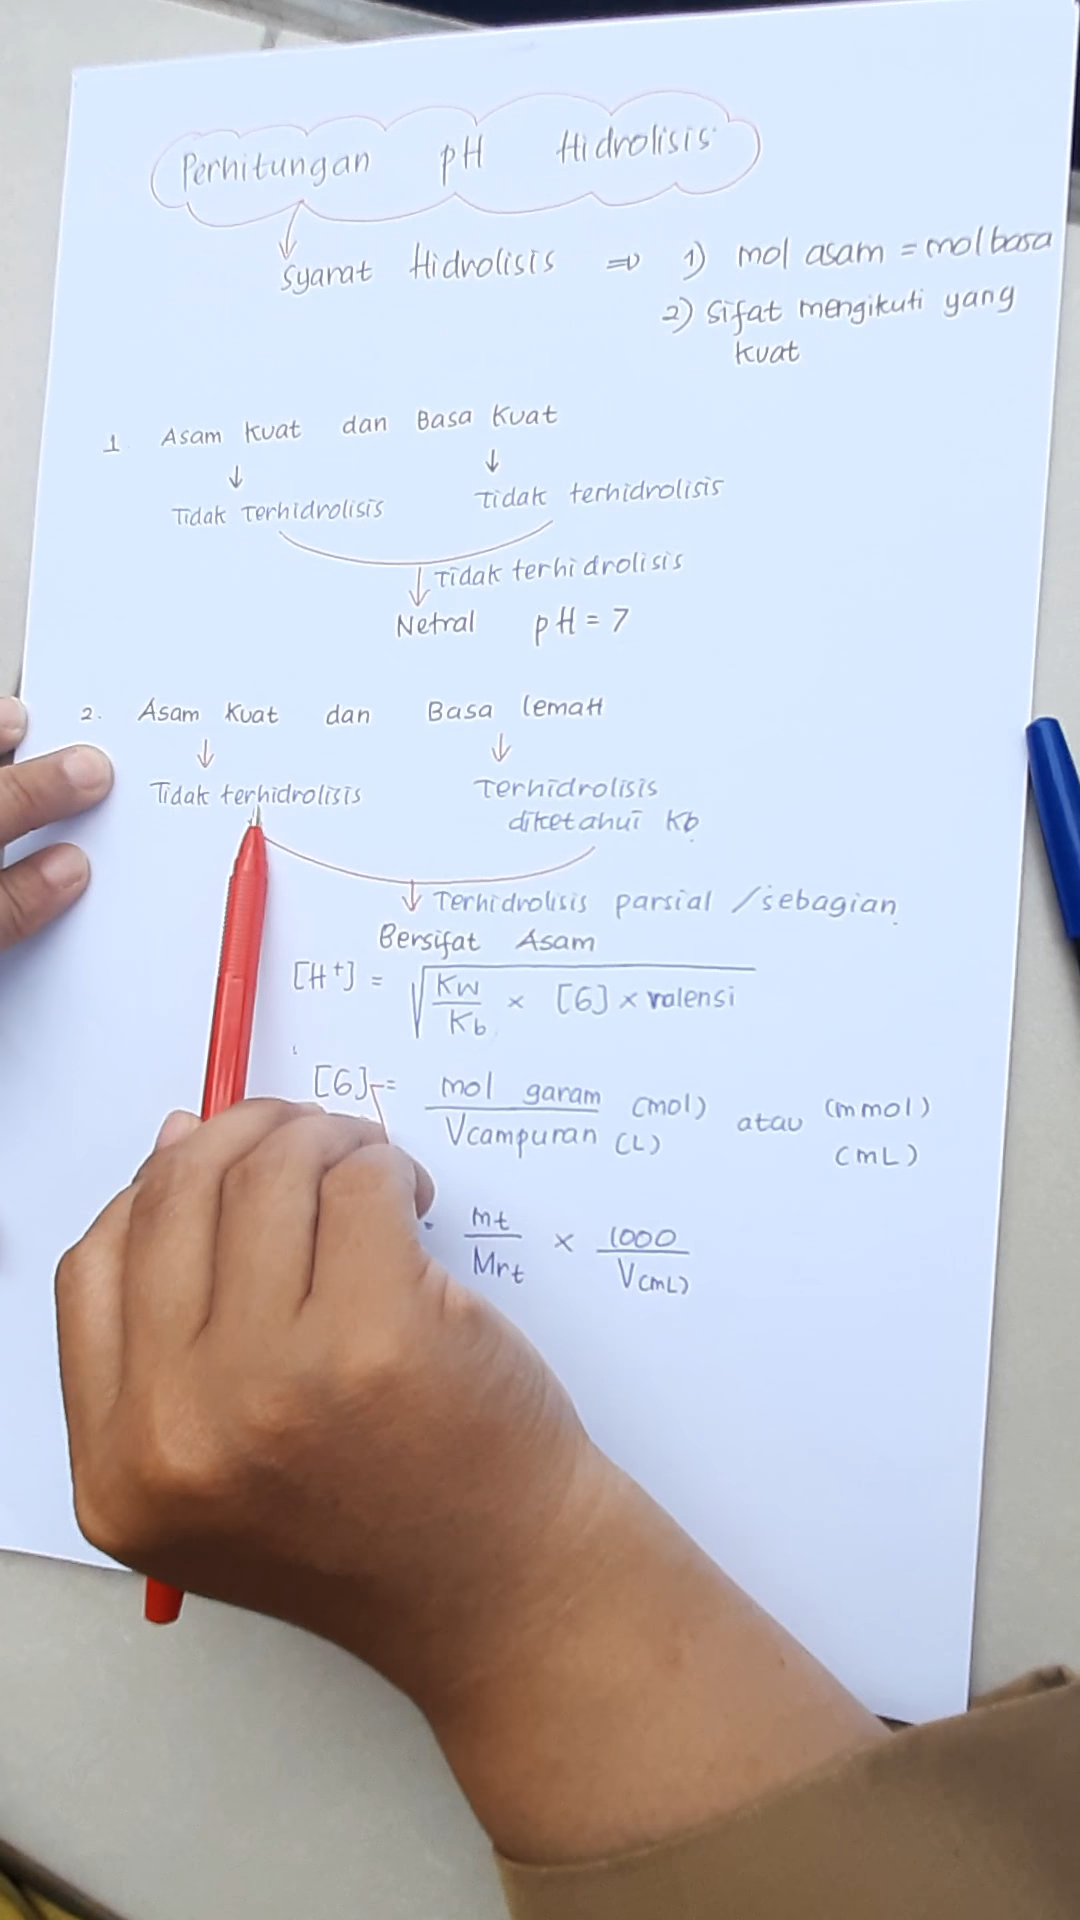 Perhitungan pH Hidrolisis
Syarat Hidrolisis ⇒ 1) mol asam = mol basa
2) Sifat mengikuti yang
kuat
1 Asam Kuat dan Basa Kuat
↓ ↓
Tidak Terhidrolisis Tidak terhidrolisis
↓ Tidak terhidrolisis
Netral pH = 7
2. Asam Kuat dan Basa lemah
↓ ↓
Tidak terhidrolisis Terhidrolisis
diketahui Kb
↓ Terhidrolisis parsial / sebagian
Bersifat Asam
[H+] = √ Kw/Kb × [G] × valensi
[G] = mol garam (mol) atau (mmol)
Vcampuran (L) (mL)
mt/Mrt × 1000/V(mL)